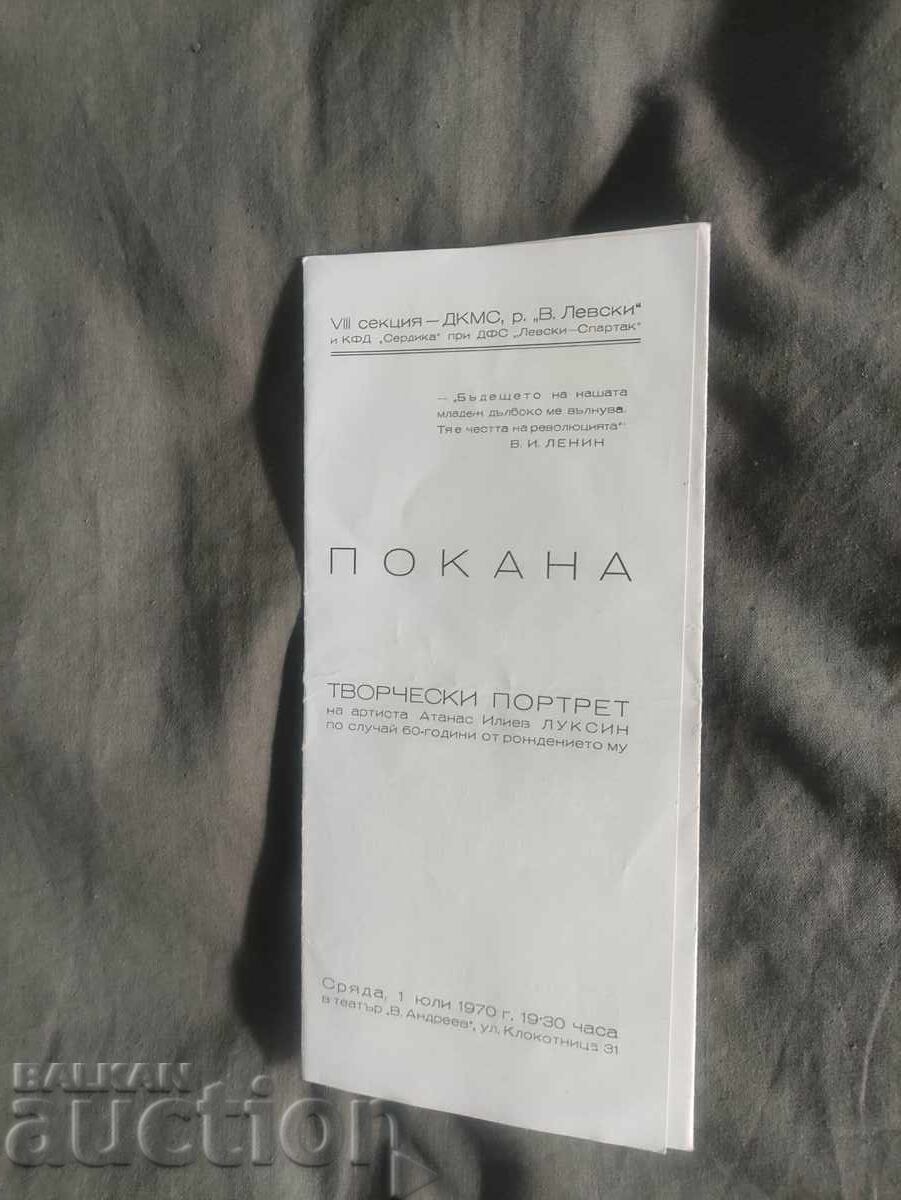 VIII секция — ДКМС, р. „В. Левски"
и КФД „Сердика" при ДФС „Левски—Спартак"
— „Бъдещето на нашата
младеж дълбоко ме вълнува.
Тя е честта на революцията"
В. И. ЛЕНИН
ПОКАНА
ТВОРЧЕСКИ ПОРТРЕТ
на артиста Атанас Илиев ЛУКСИН
по случай 60-години от рождението му
Сряда, 1 юли 1970 г. 19·30 часа
в театър „В. Андреев", ул. Клокотница 31
BALKAN
auction